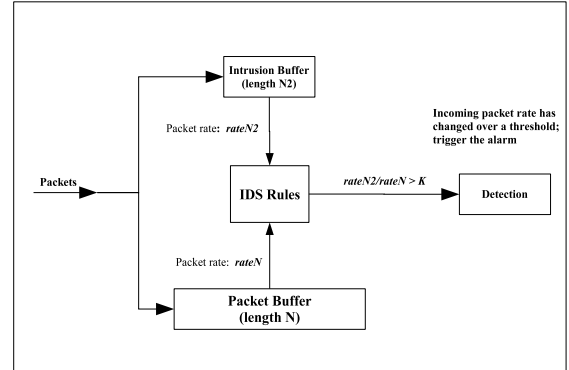 Intrusion Buffer
(length N2)
Incoming packet rate has
changed over a threshold;
trigger the alarm
Packet rate: rateN2
Packets
IDS Rules
rateN2/rateN > K
Detection
Packet rate: rateN
Packet Buffer
(length N)